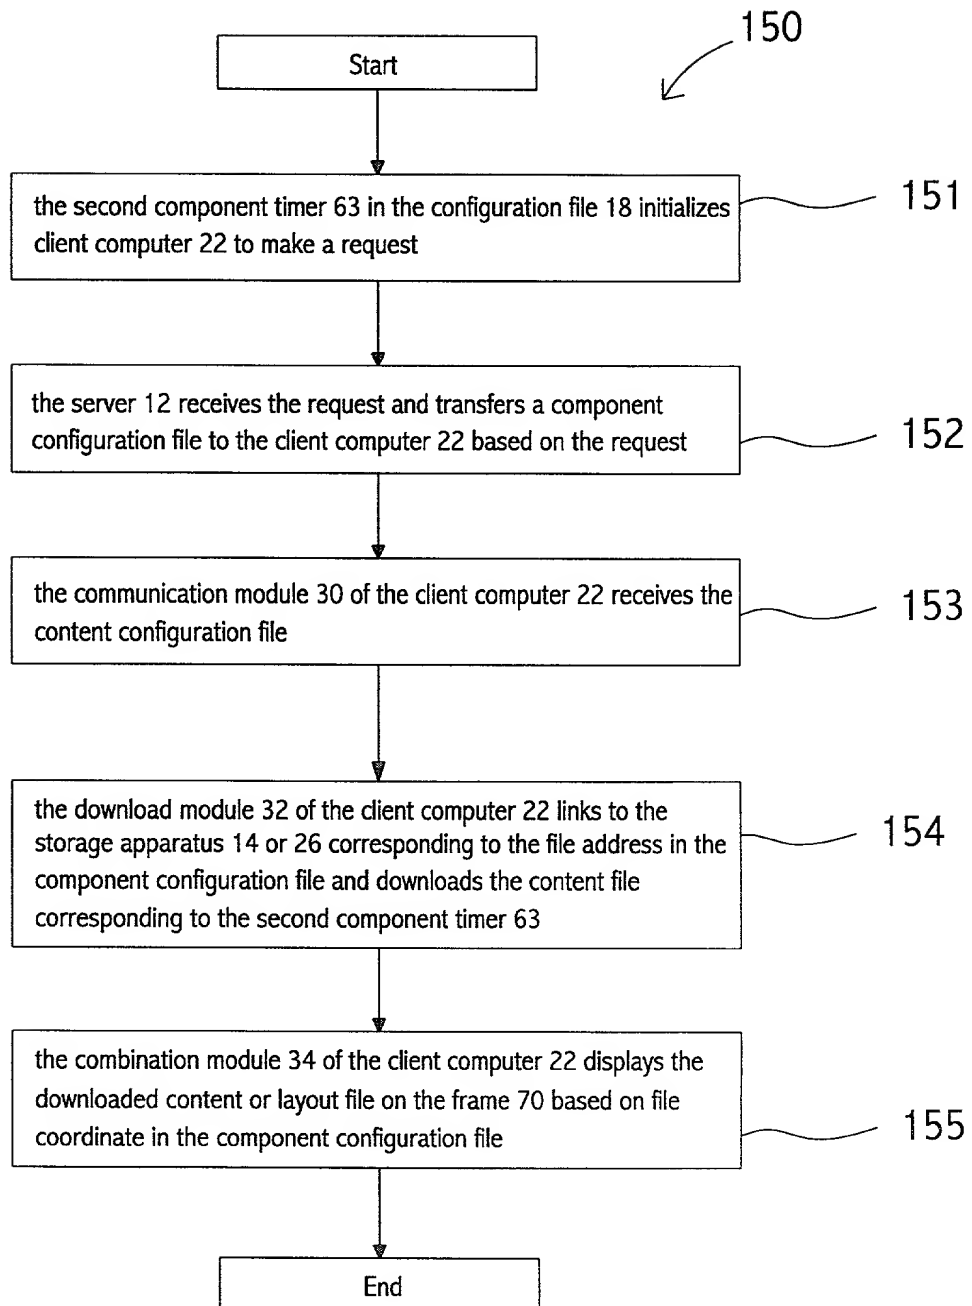 150
Start
the second component timer 63 in the configuration file 18 initializes
client computer 22 to make a request
151
the server 12 receives the request and transfers a component
configuration file to the client computer 22 based on the request
152
the communication module 30 of the client computer 22 receives the
content configuration file
153
the download module 32 of the client computer 22 links to the
storage apparatus 14 or 26 corresponding to the file address in the
component configuration file and downloads the content file
corresponding to the second component timer 63
154
the combination module 34 of the client computer 22 displays the
downloaded content or layout file on the frame 70 based on file
coordinate in the component configuration file
155
End